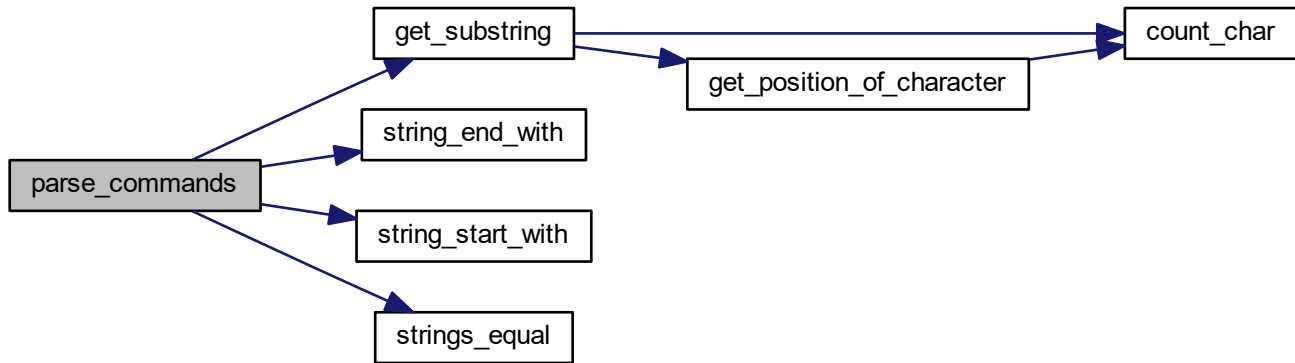 get_substring
count_char
get_position_of_character
string_end_with
parse_commands
string_start_with
strings_equal